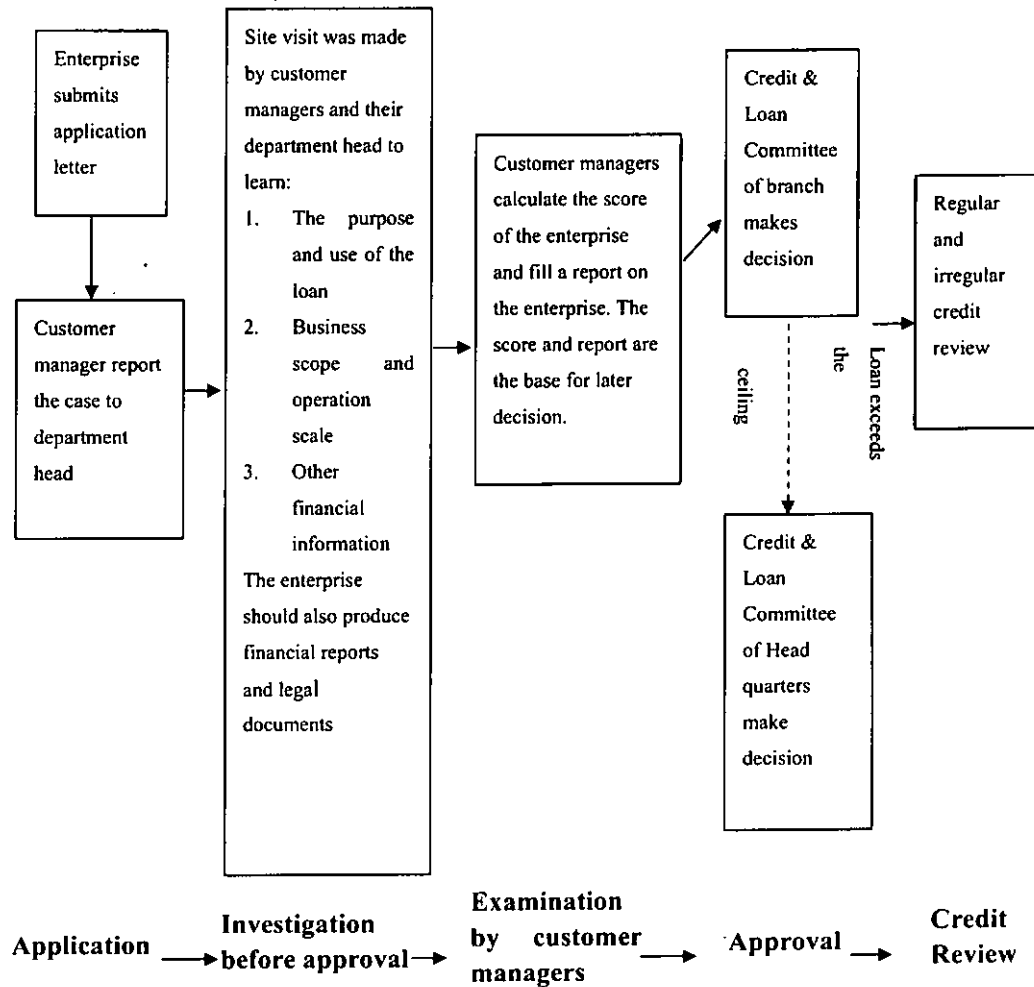 Enterprise
submits
application
letter
Customer
manager report
the case to
department
head
Site visit was made
by customer
managers and their
department head to
learn:
1. The purpose
and use of the
loan
2. Business
scope and
operation
scale
3. Other
financial
information
The enterprise
should also produce
financial reports
and legal
documents
Customer managers
calculate the score
of the enterprise
and fill a report on
the enterprise. The
score and report are
the base for later
decision.
Credit &
Loan
Committee
of branch
makes
decision
Loan exceeds
the
ceiling
Credit &
Loan
Committee
of Head
quarters
make
decision
Regular
and
irregular
credit
review
Application
Investigation
before approval
Examination
by customer
managers
Approval
Credit
Review